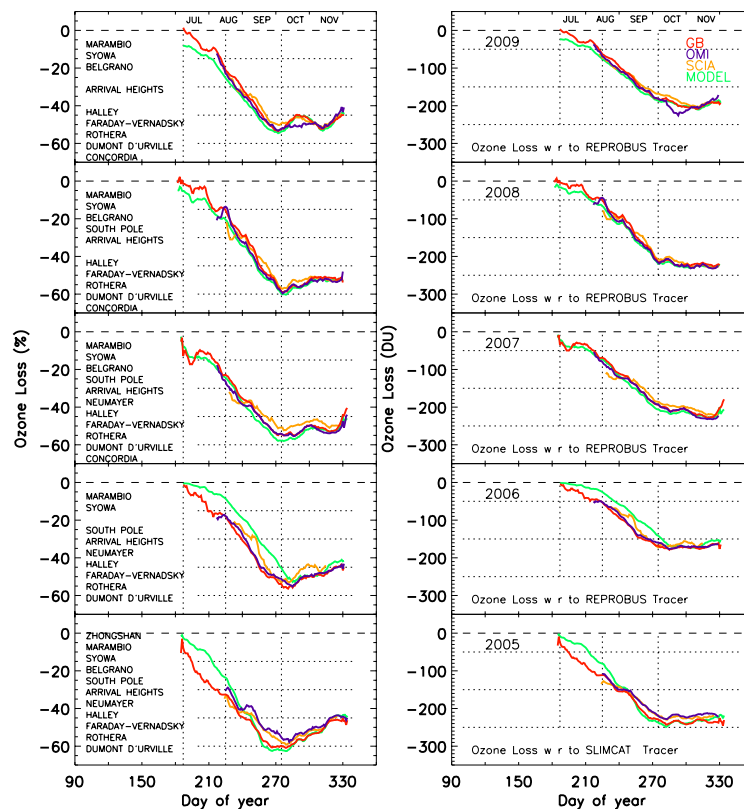 JUL AUG SEP OCT NOV
0
−20
−40
−60
MARAMBIO
SYOWA
BELGRANO
ARRIVAL HEIGHTS
HALLEY
FARADAY−VERNADSKY
ROTHERA
DUMONT D'URVILLE
CONCORDIA
JUL AUG SEP OCT NOV
0
−100
−200
−300
2009
GB
OMI
SCIA
MODEL
Ozone Loss w r to REPROBUS Tracer
0
−20
−40
−60
MARAMBIO
SYOWA
BELGRANO
SOUTH POLE
ARRIVAL HEIGHTS
HALLEY
FARADAY−VERNADSKY
ROTHERA
DUMONT D'URVILLE
CONCORDIA
0
−100
−200
−300
2008
Ozone Loss w r to REPROBUS Tracer
Ozone Loss (%)
0
−20
−40
−60
MARAMBIO
SYOWA
BELGRANO
SOUTH POLE
ARRIVAL HEIGHTS
NEUMAYER
HALLEY
FARADAY−VERNADSKY
ROTHERA
DUMONT D'URVILLE
CONCORDIA
Ozone Loss (DU)
0
−100
−200
−300
2007
Ozone Loss w r to REPROBUS Tracer
0
−20
−40
−60
MARAMBIO
SYOWA
SOUTH POLE
ARRIVAL HEIGHTS
NEUMAYER
HALLEY
FARADAY−VERNADSKY
ROTHERA
DUMONT D'URVILLE
0
−100
−200
−300
2006
Ozone Loss w r to REPROBUS Tracer
0
−20
−40
−60
ZHONGSHAN
MARAMBIO
SYOWA
BELGRANO
SOUTH POLE
ARRIVAL HEIGHTS
NEUMAYER
HALLEY
FARADAY−VERNADSKY
ROTHERA
DUMONT D'URVILLE
90 150 210 270 330
Day of year
0
−100
−200
−300
2005
Ozone Loss w r to SLIMCAT Tracer
90 150 210 270 330
Day of year